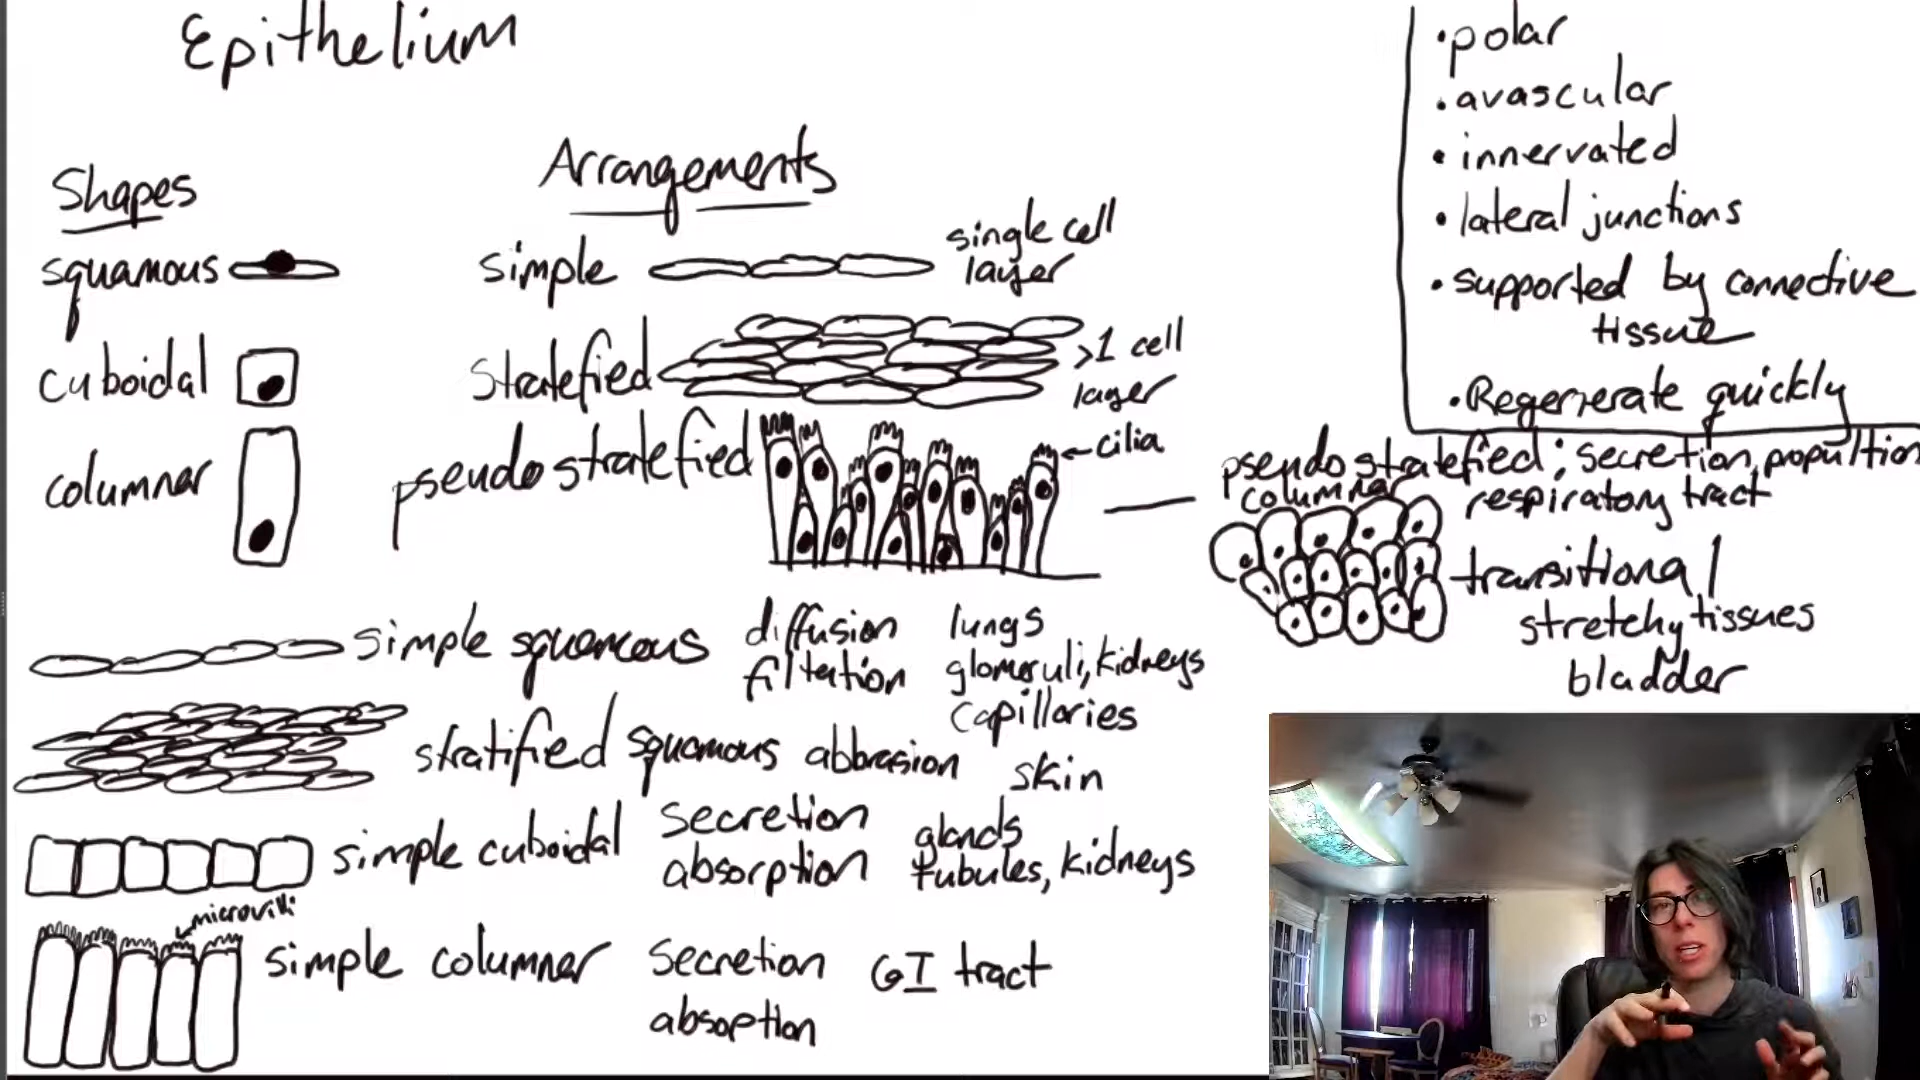 Epithelium
Shapes
squamous
cuboidal
columnar
Arrangements
simple
single cell
layer
stratefied
>1 cell
layer
pseudostratefied
←cilia
• polar
• avascular
• innervated
• lateral junctions
• supported by connective
tissue
• Regenerate quickly
pseudostratefied; secretion, propultion
columnar respiratory tract
transitional
stretchy tissues
bladder
simple squamous diffusion lungs
filtration glomeruli, kidneys
capillaries
stratified squamous abbrasion skin
simple cuboidal secretion glands
absorption tubules, kidneys
microvilli
simple columnar secretion GI tract
absoption